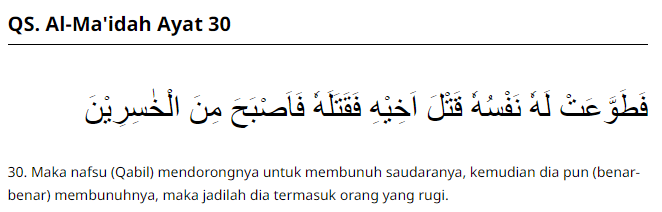 QS. Al-Ma'idah Ayat 30
فَطَوَّعَتْ لَهٗ نَفْسُهٗ قَتْلَ اَخِيْهِ فَقَتَلَهٗ فَاَصْبَحَ مِنَ الْخٰسِرِيْنَ
30. Maka nafsu (Qabil) mendorongnya untuk membunuh saudaranya, kemudian dia pun (benar-
benar) membunuhnya, maka jadilah dia termasuk orang yang rugi.